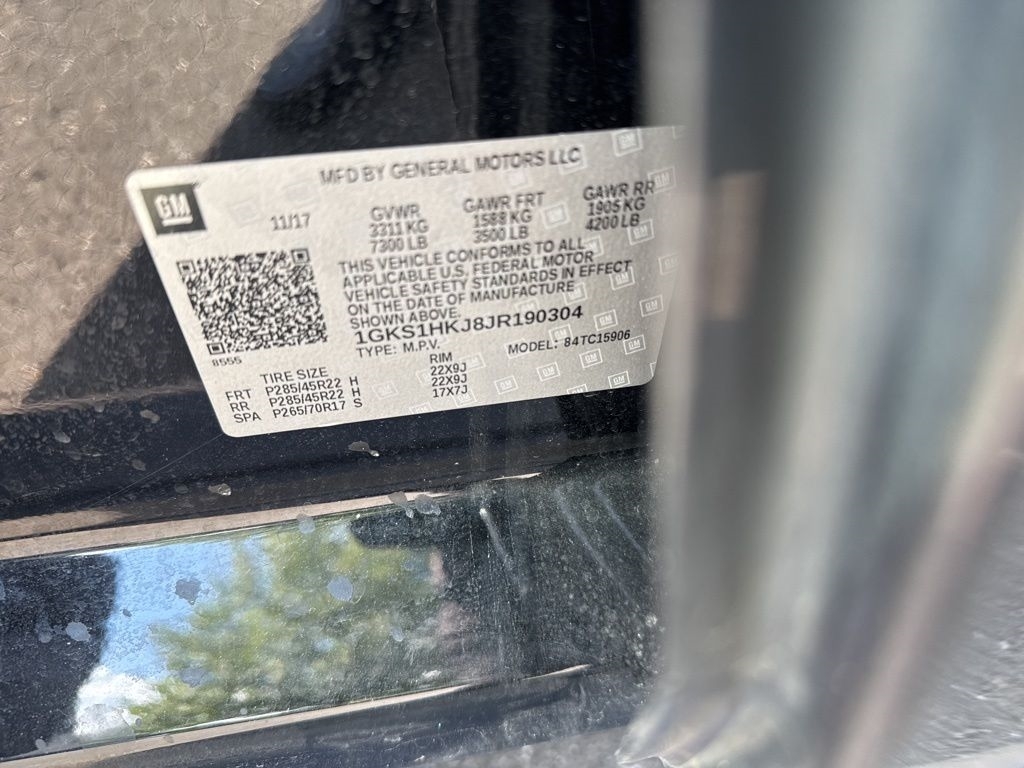 MFD BY GENERAL MOTORS LLC
GM
11/17
GVWR
3311 KG
7300 LB
GAWR FRT
1588 KG
3500 LB
GAWR RR
1905 KG
4200 LB
THIS VEHICLE CONFORMS TO ALL
APPLICABLE U.S. FEDERAL MOTOR
VEHICLE SAFETY STANDARDS IN EFFECT
ON THE DATE OF MANUFACTURE
SHOWN ABOVE.
1GKS1HKJ8JR190304
TYPE: M.P.V. MODEL: 84TC15906
8555
TIRE SIZE RIM
FRT P285/45R22 H 22X9J
RR P285/45R22 H 22X9J
SPA P265/70R17 S 17X7J